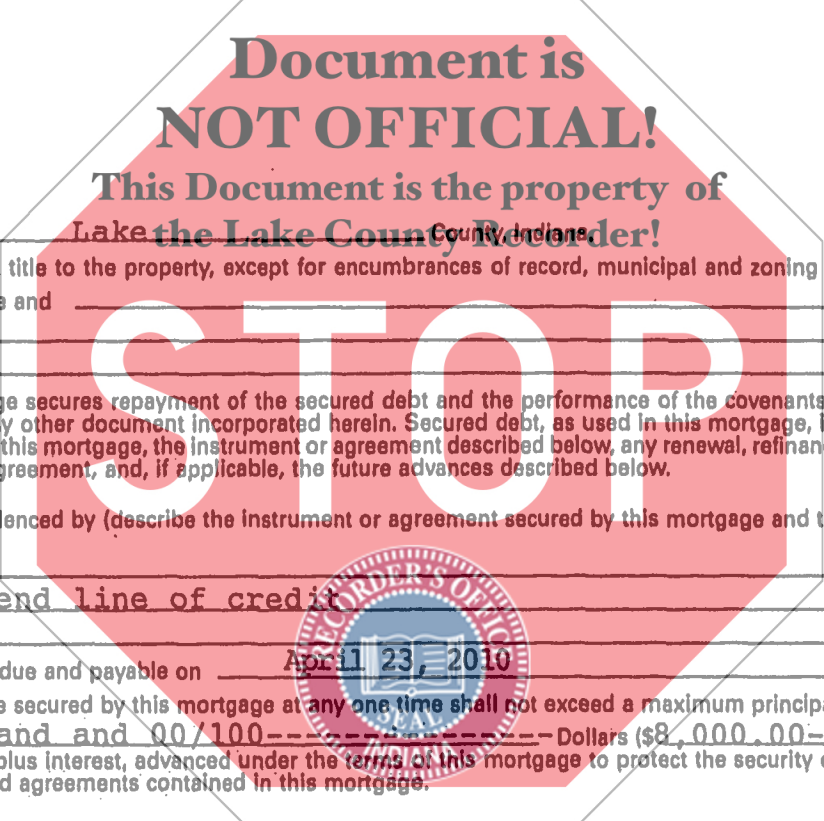 Document is
NOT OFFICIAL!
This Document is the property of
the Lake County Recorder!
Lake County, Indiana,
title to the property, except for encumbrances of record, municipal and zoning
e and
STOP
ge secures repayment of the secured debt and the performance of the covenants
y other document incorporated herein. Secured debt, as used in this mortgage, i
this mortgage, the instrument or agreement described below, any renewal, refinan
greement, and, if applicable, the future advances described below.
denced by (describe the instrument or agreement secured by this mortgage and t
end line of credit
RECORDER'S OFFICE
due and payable on April 23, 2010
e secured by this mortgage at any one time shall not exceed a maximum principa
SEAL
and and 00/100----------------Dollars ($8,000.00-
INDIANA
plus interest, advanced under the terms of this mortgage to protect the security o
d agreements contained in this mortgage.